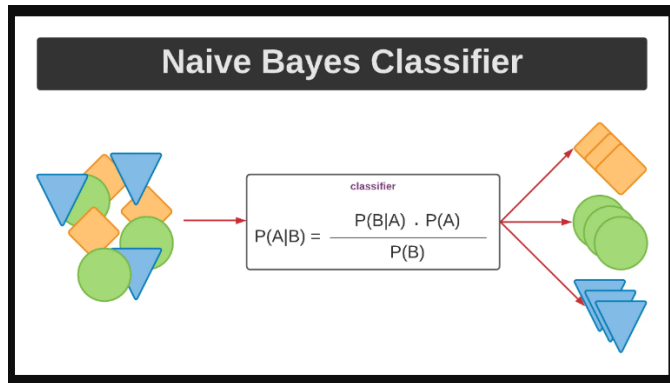 Naive Bayes Classifier
classifier
P(A|B) = P(B|A) . P(A)
P(B)